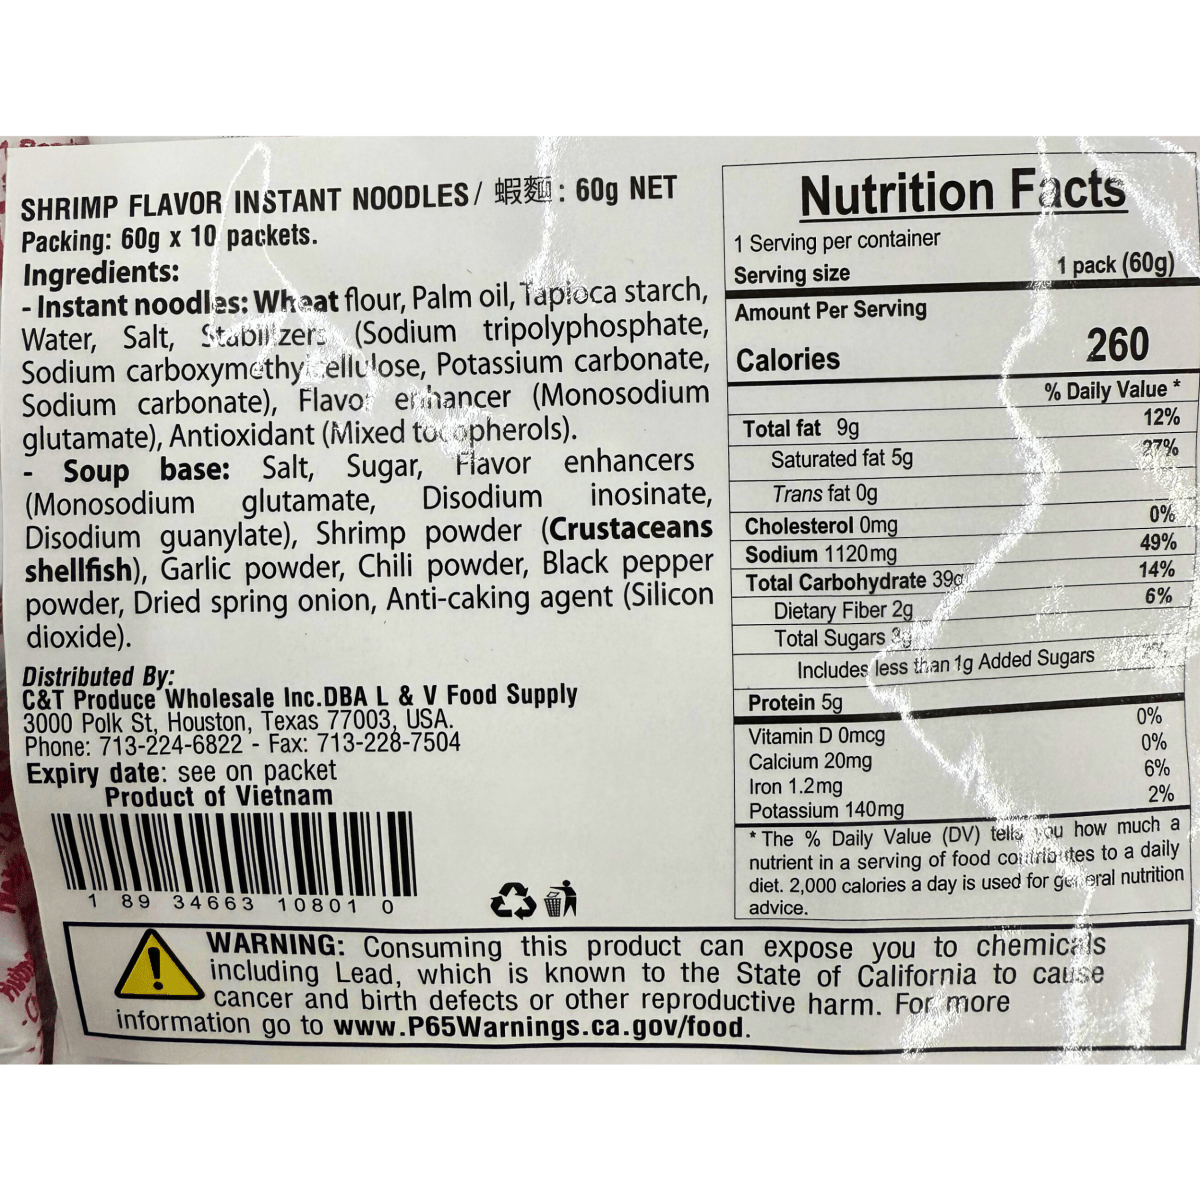 SHRIMP FLAVOR INSTANT NOODLES/ 蝦麵: 60g NET
Packing: 60g x 10 packets.
Ingredients:
- Instant noodles: Wheat flour, Palm oil, Tapioca starch,
Water, Salt, Stabilizers (Sodium tripolyphosphate,
Sodium carboxymethylcellulose, Potassium carbonate,
Sodium carbonate), Flavor enhancer (Monosodium
glutamate), Antioxidant (Mixed tocopherols).
- Soup base: Salt, Sugar, Flavor enhancers
(Monosodium glutamate, Disodium inosinate,
Disodium guanylate), Shrimp powder (Crustaceans
shellfish), Garlic powder, Chili powder, Black pepper
powder, Dried spring onion, Anti-caking agent (Silicon
dioxide).
Distributed By:
C&T Produce Wholesale Inc.DBA L & V Food Supply
3000 Polk St, Houston, Texas 77003, USA.
Phone: 713-224-6822 - Fax: 713-228-7504
Expiry date: see on packet
Product of Vietnam
1 89 34663 10801 0
Nutrition Facts
1 Serving per container
Serving size 1 pack (60g)
Amount Per Serving
Calories 260
% Daily Value *
Total fat 9g 12%
Saturated fat 5g 27%
Trans fat 0g
Cholesterol 0mg 0%
Sodium 1120mg 49%
Total Carbohydrate 39g 14%
Dietary Fiber 2g 6%
Total Sugars
Includes less than 1g Added Sugars
Protein 5g
Vitamin D 0mcg 0%
Calcium 20mg 0%
Iron 1.2mg 6%
Potassium 140mg 2%
* The % Daily Value (DV) tells you how much a
nutrient in a serving of food contributes to a daily
diet. 2,000 calories a day is used for general nutrition
advice.
WARNING: Consuming this product can expose you to chemicals
including Lead, which is known to the State of California to cause
cancer and birth defects or other reproductive harm. For more
information go to www.P65Warnings.ca.gov/food.